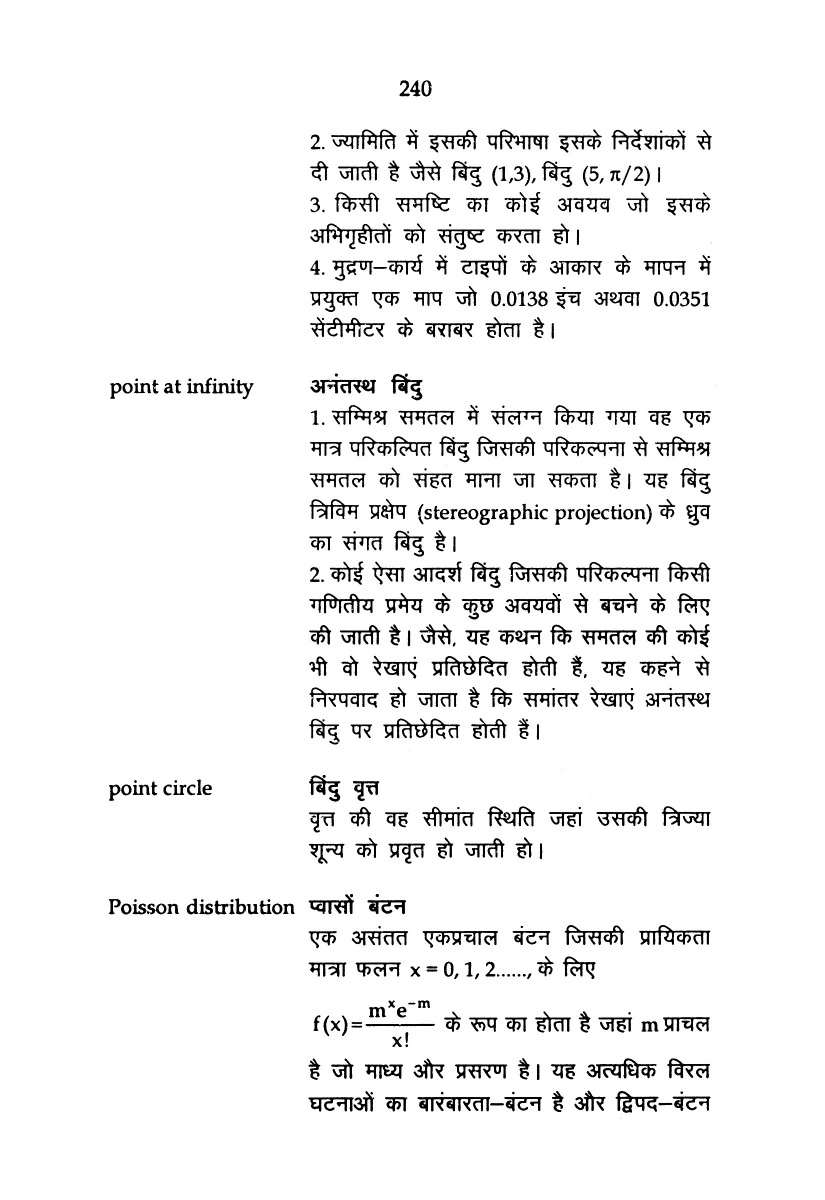 240
2. ज्यामिति में इसकी परिभाषा इसके निर्देशांकों से
दी जाती है जैसे बिंदु (1,3), बिंदु (5, π/2)।
3. किसी समष्टि का कोई अवयव जो इसके
अभिगृहीतों को संतुष्ट करता हो।
4. मुद्रण–कार्य में टाइपों के आकार के मापन में
प्रयुक्त एक माप जो 0.0138 इंच अथवा 0.0351
सेंटीमीटर के बराबर होता है।
point at infinity अनंतस्थ बिंदु
1. सम्मिश्र समतल में संलग्न किया गया वह एक
मात्र परिकल्पित बिंदु जिसकी परिकल्पना से सम्मिश्र
समतल को संहत माना जा सकता है। यह बिंदु
त्रिविम प्रक्षेप (stereographic projection) के ध्रुव
का संगत बिंदु है।
2. कोई ऐसा आदर्श बिंदु जिसकी परिकल्पना किसी
गणितीय प्रमेय के कुछ अवयवों से बचने के लिए
की जाती है। जैसे, यह कथन कि समतल की कोई
भी वो रेखाएं प्रतिछेदित होती हैं, यह कहने से
निरपवाद हो जाता है कि समांतर रेखाएं अनंतस्थ
बिंदु पर प्रतिछेदित होती हैं।
point circle बिंदु वृत्त
वृत्त की वह सीमांत स्थिति जहां उसकी त्रिज्या
शून्य को प्रवृत हो जाती हो।
Poisson distribution प्वासों बंटन
एक असंतत एकप्रचाल बंटन जिसकी प्रायिकता
मात्रा फलन x = 0, 1, 2......, के लिए
f(x)= m^x e^-m / x! के रूप का होता है जहां m प्राचल
है जो माध्य और प्रसरण है। यह अत्यधिक विरल
घटनाओं का बारंबारता–बंटन है और द्विपद–बंटन